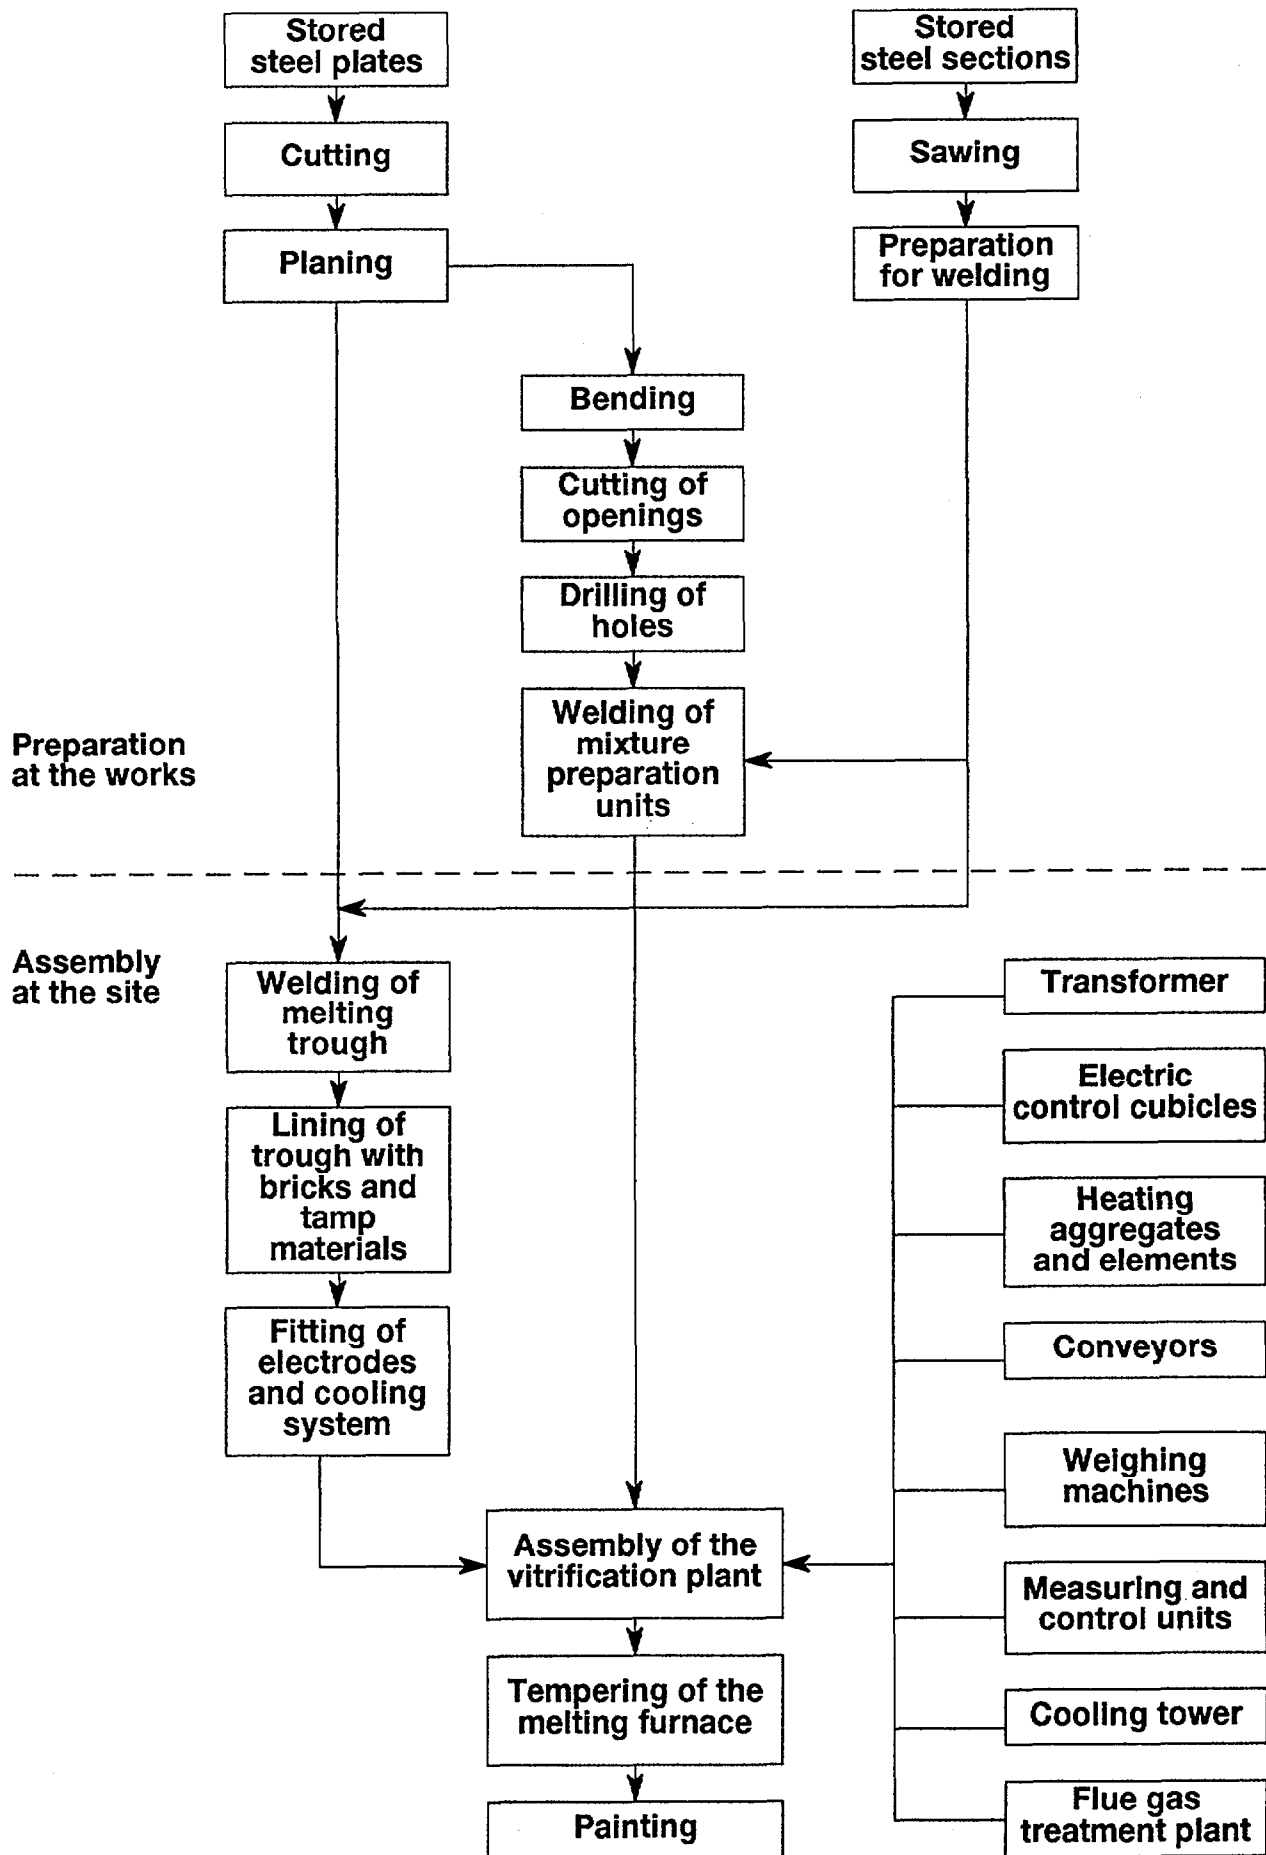 Stored
steel plates
Stored
steel sections
Cutting
Sawing
Planing
Preparation
for welding
Bending
Cutting of
openings
Drilling of
holes
Welding of
mixture
preparation
units
Preparation
at the works
Assembly
at the site
Welding of
melting
trough
Lining of
trough with
bricks and
tamp
materials
Fitting of
electrodes
and cooling
system
Transformer
Electric
control cubicles
Heating
aggregates
and elements
Conveyors
Weighing
machines
Measuring and
control units
Cooling tower
Flue gas
treatment plant
Assembly of the
vitrification plant
Tempering of the
melting furnace
Painting